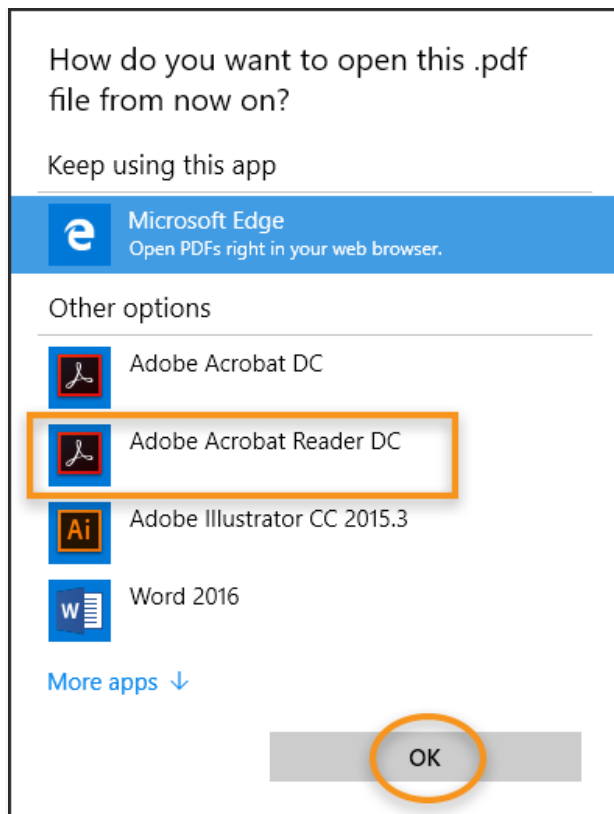 How do you want to open this .pdf
file from now on?
Keep using this app
Microsoft Edge
Open PDFs right in your web browser.
Other options
Adobe Acrobat DC
Adobe Acrobat Reader DC
Ai
Adobe Illustrator CC 2015.3
W
Word 2016
More apps ↓
OK